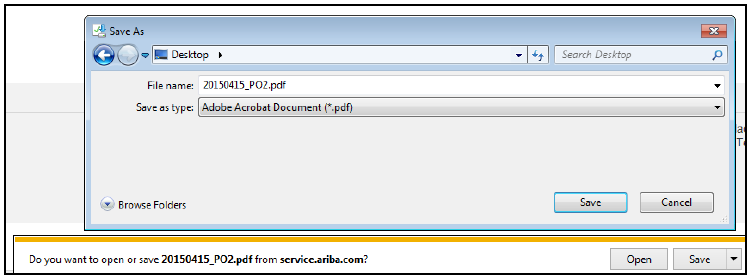 Save As
Desktop
Search Desktop
File name: 20150415_PO2.pdf
Save as type: Adobe Acrobat Document (*.pdf)
Browse Folders Save Cancel
Do you want to open or save 20150415_PO2.pdf from service.ariba.com? Open Save